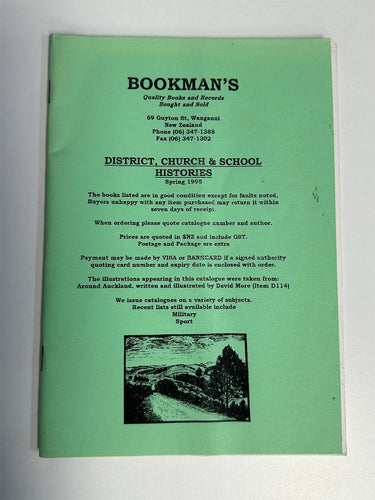 BOOKMAN'S
Quality Books and Records
Bought and Sold
69 Guyton St, Wanganui
New Zealand
Phone (06) 347-1388
Fax (06) 347-1302
DISTRICT, CHURCH & SCHOOL
HISTORIES
Spring 1995
The books listed are in good condition except for faults noted,
Buyers unhappy with any item purchased may return it within
seven days of receipt.
When ordering please quote catalogue number and author.
Prices are quoted in $NZ and include GST.
Postage and Package are extra
Payment may be made by VISA or BANKCARD if a signed authority
quoting card number and expiry date is enclosed with order.
The illustrations appearing in this catalogue were taken from:
Around Auckland, written and illustrated by David More (Item D114)
We issue catalogues on a variety of subjects.
Recent lists still available include
Military
Sport